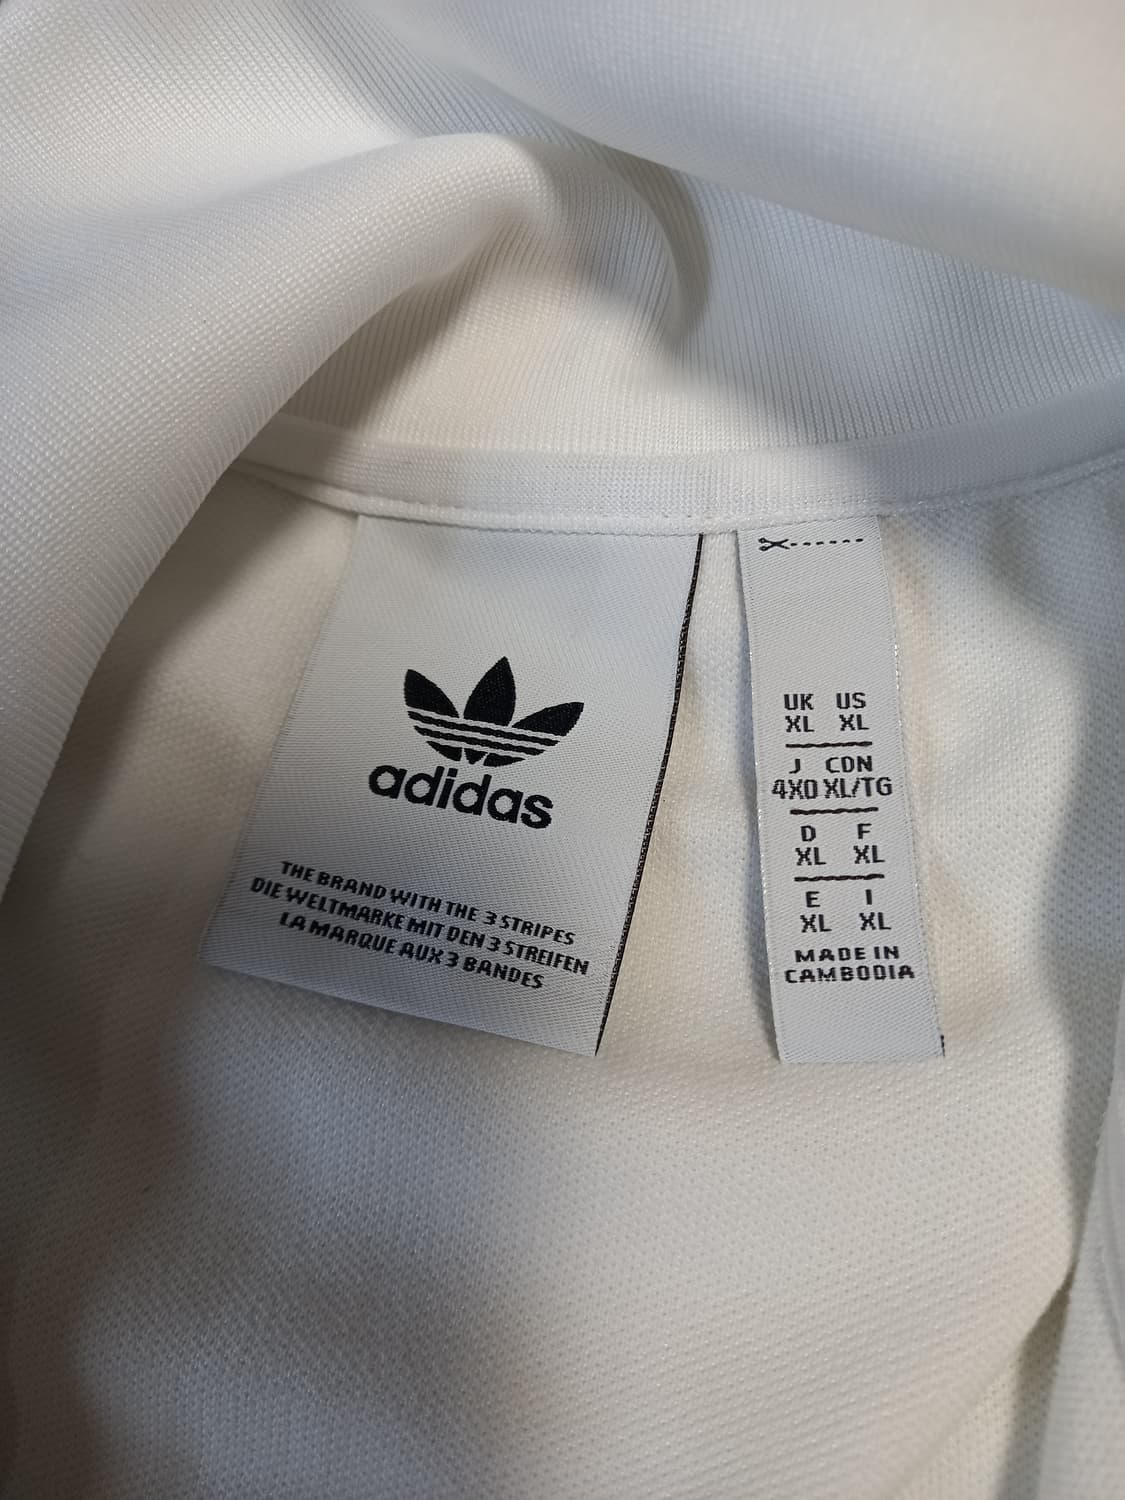 adidas
THE BRAND WITH THE 3 STRIPES
DIE WELTMARKE MIT DEN 3 STREIFEN
LA MARQUE AUX 3 BANDES
UK US
XL XL
J CDN
4XO XL/TG
D F
XL XL
E I
XL XL
MADE IN
CAMBODIA